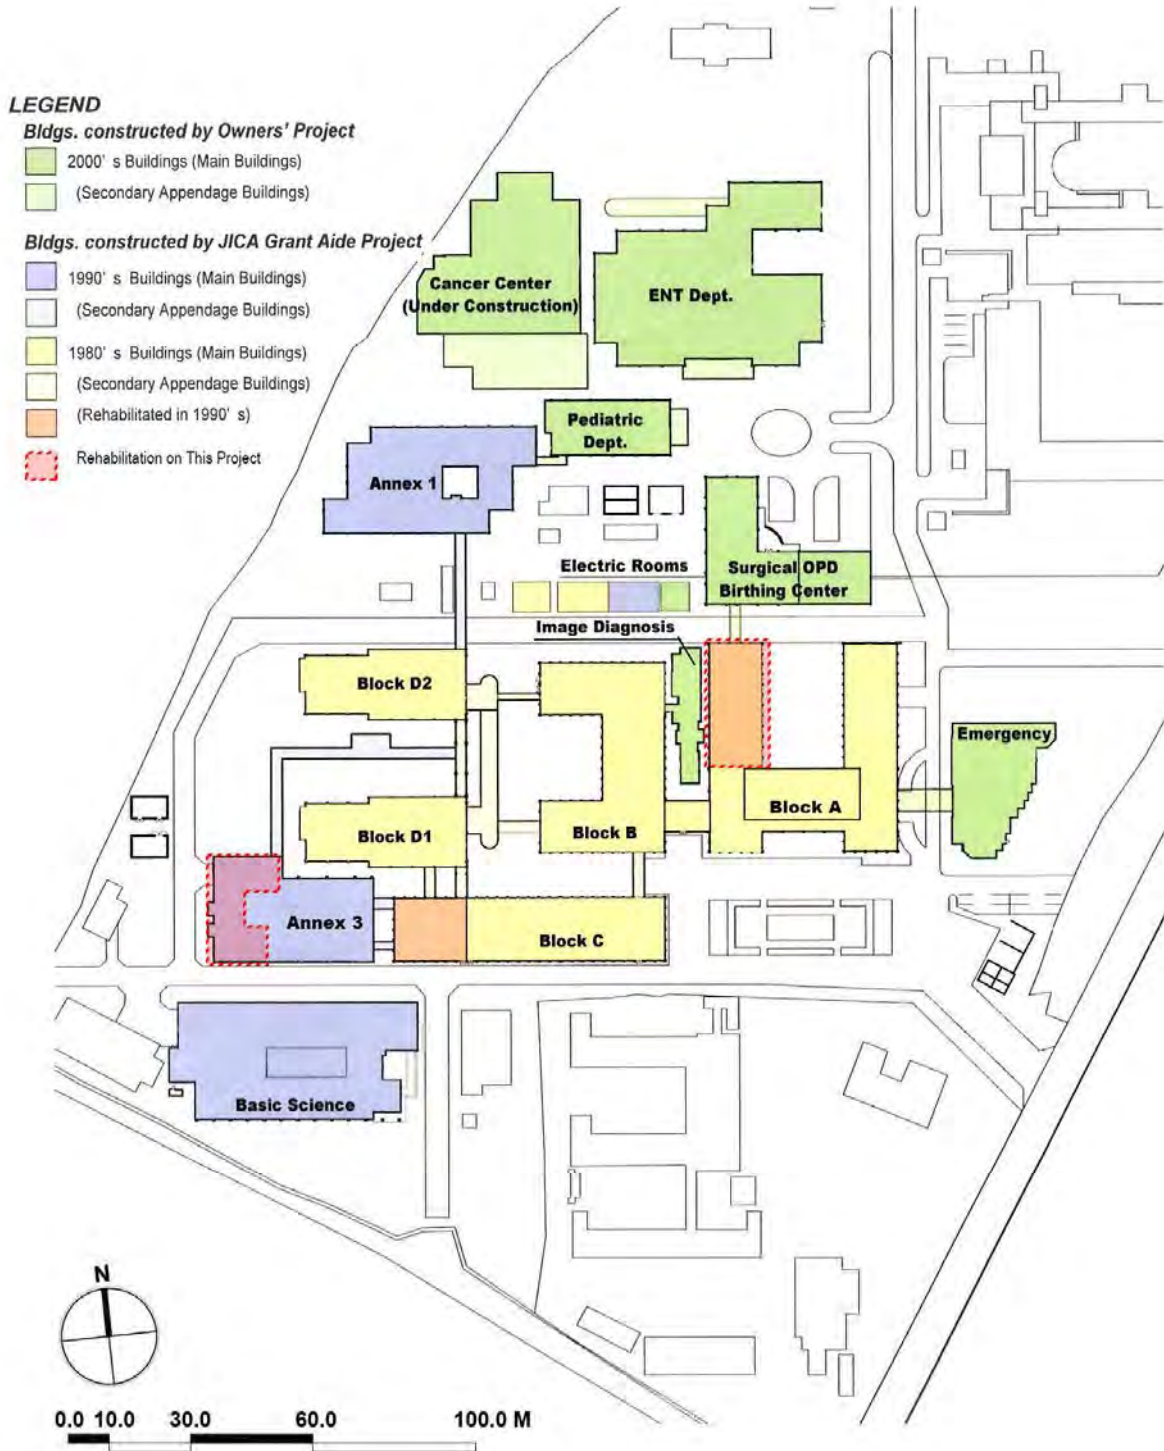 LEGEND
Bldgs. constructed by Owners' Project
2000' s Buildings (Main Buildings)
(Secondary Appendage Buildings)
Bldgs. constructed by JICA Grant Aide Project
1990' s Buildings (Main Buildings)
(Secondary Appendage Buildings)
1980' s Buildings (Main Buildings)
(Secondary Appendage Buildings)
(Rehabilitated in 1990' s)
Rehabilitation on This Project
Cancer Center
(Under Construction)
ENT Dept.
Pediatric
Dept.
Annex 1
Electric Rooms
Surgical OPD
Birthing Center
Image Diagnosis
Block D2
Emergency
Block A
Block D1
Block B
Annex 3
Block C
Basic Science
N
0.0 10.0 30.0 60.0 100.0 M